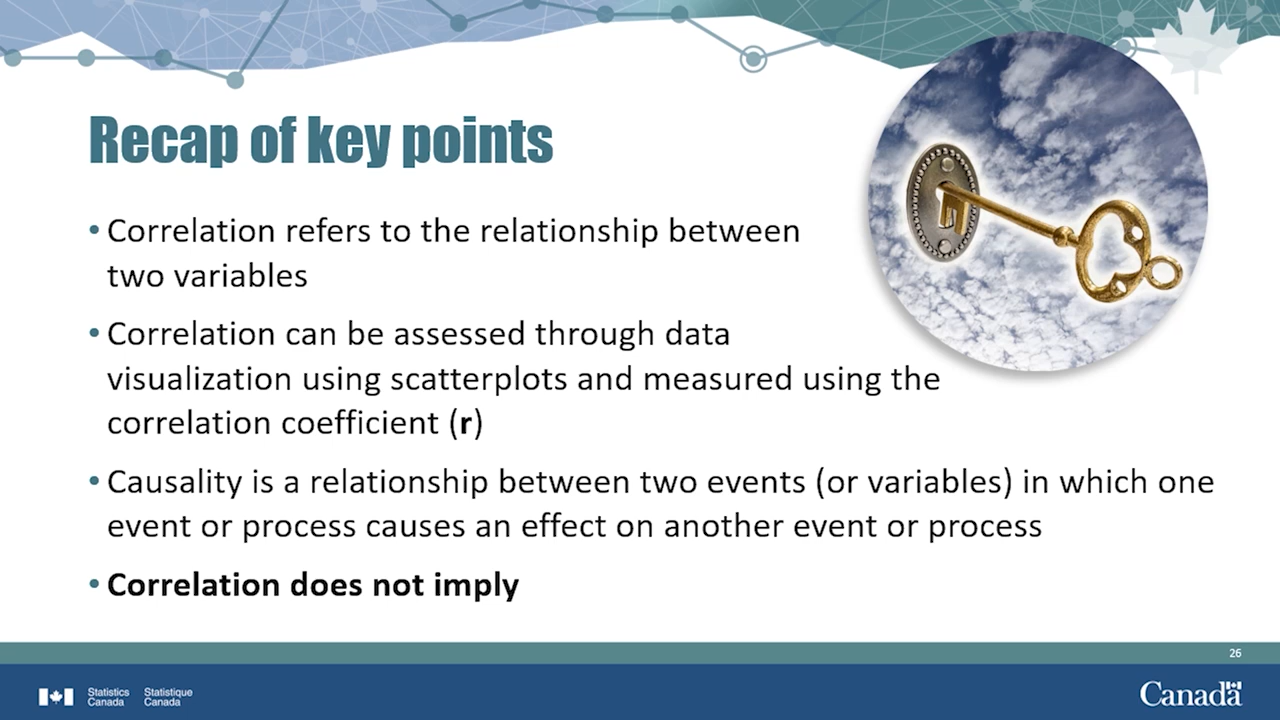 Recap of key points
• Correlation refers to the relationship between
two variables
• Correlation can be assessed through data
visualization using scatterplots and measured using the
correlation coefficient (r)
• Causality is a relationship between two events (or variables) in which one
event or process causes an effect on another event or process
• Correlation does not imply
26
Statistics Statistique
Canada Canada
Canada